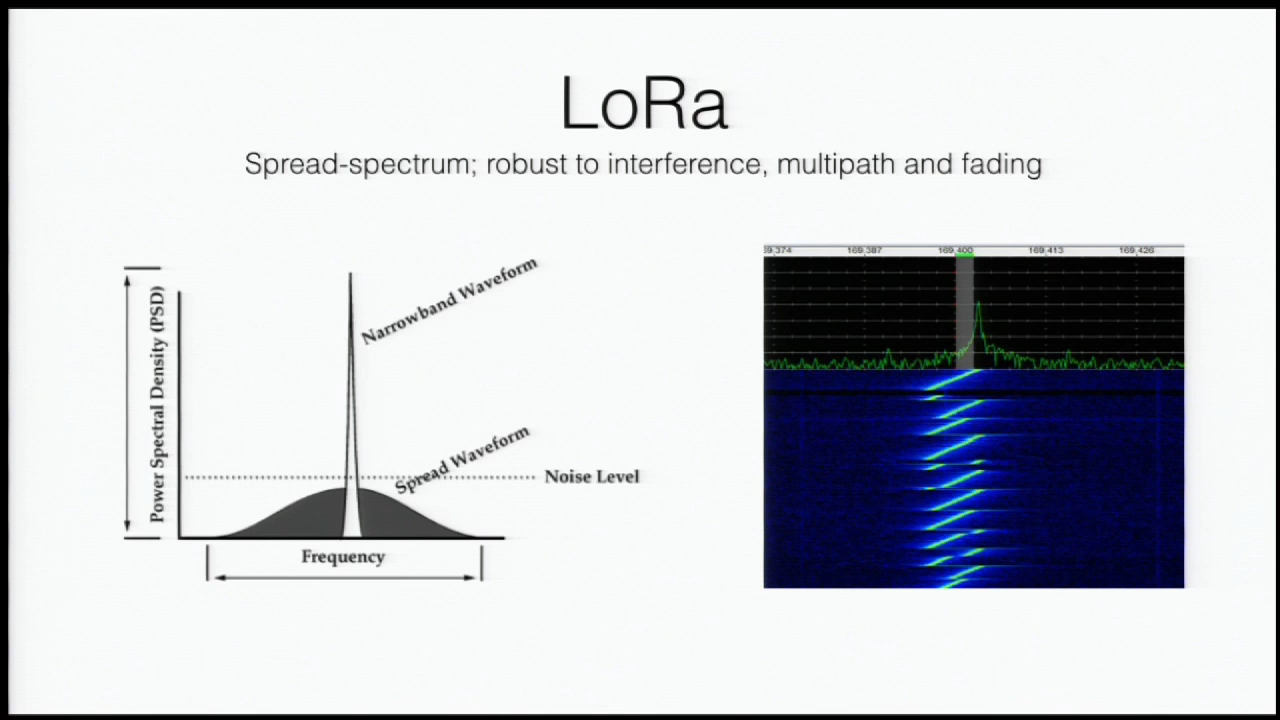 LoRa
Spread-spectrum; robust to interference, multipath and fading
Power Spectral Density (PSD)
Narrowband Waveform
Spread Waveform
Noise Level
Frequency
169,387 169,400 169,413 169,426